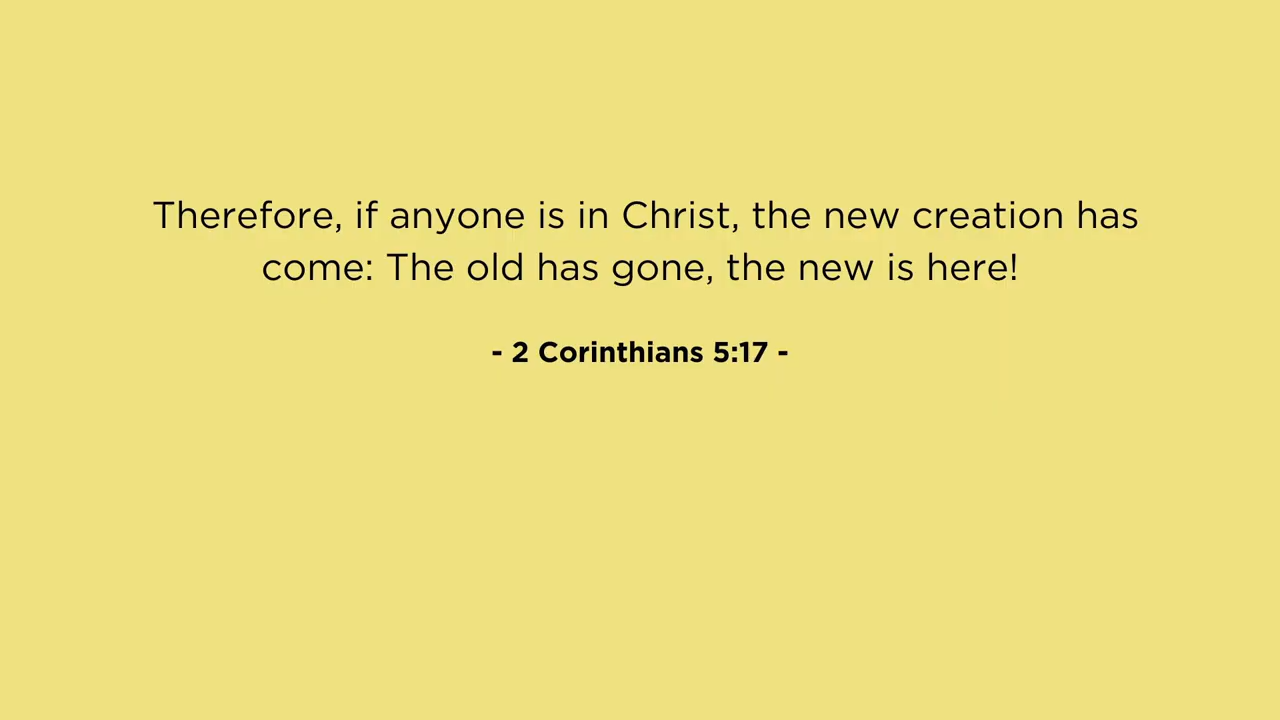 Therefore, if anyone is in Christ, the new creation has
come: The old has gone, the new is here!
- 2 Corinthians 5:17 -